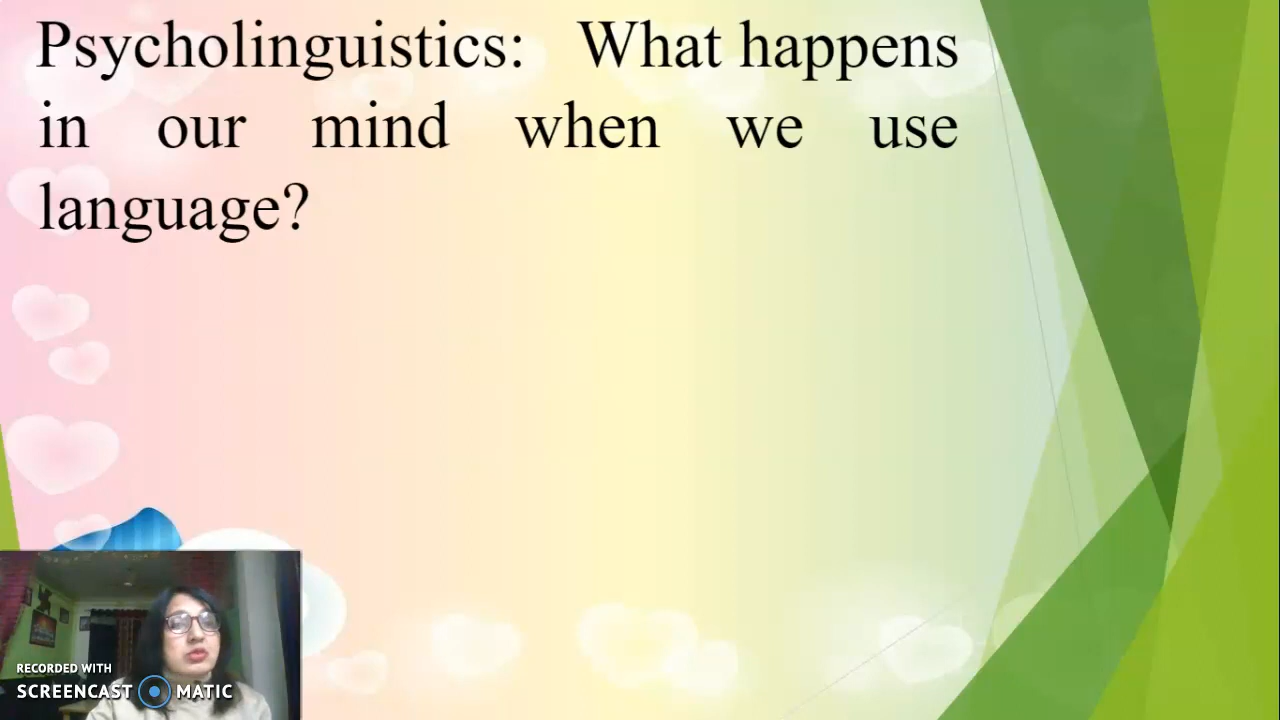 Psycholinguistics: What happens
in our mind when we use
language?
RECORDED WITH
SCREENCAST MATIC